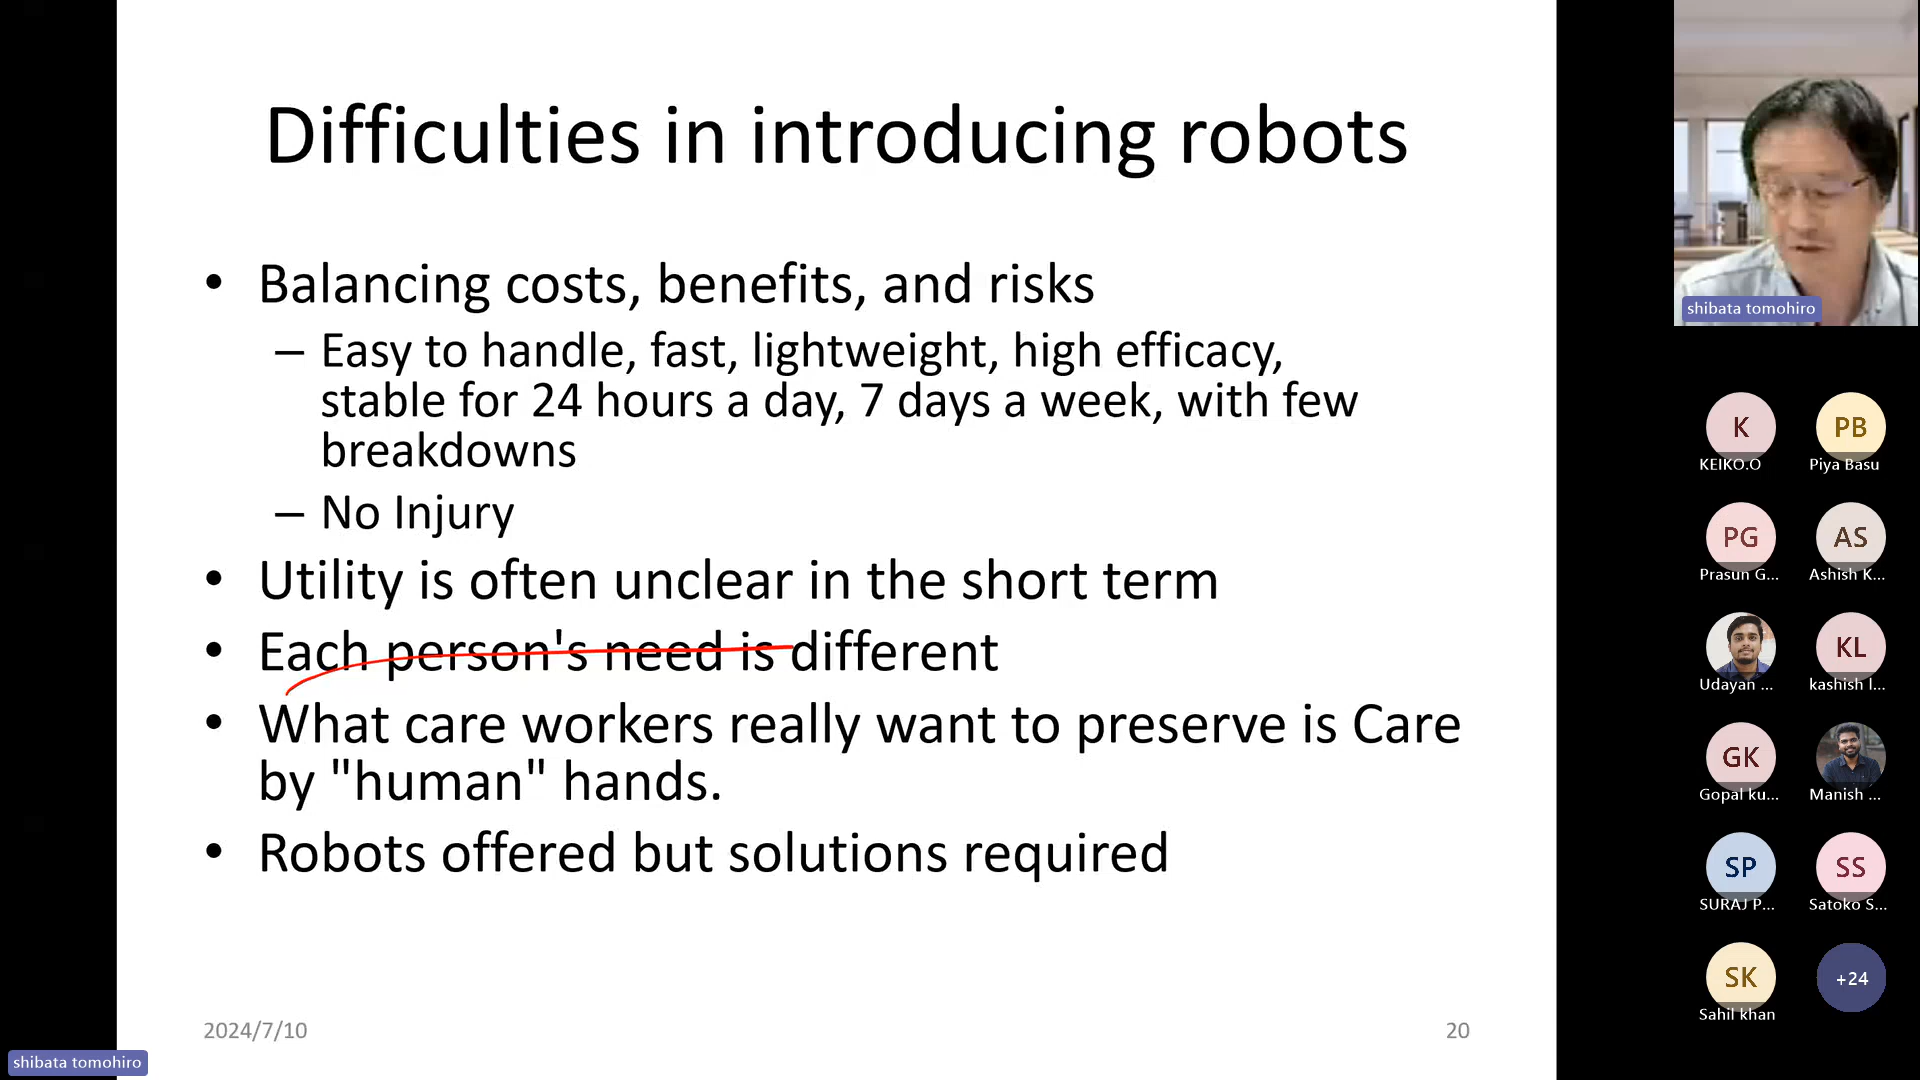 Difficulties in introducing robots
• Balancing costs, benefits, and risks
– Easy to handle, fast, lightweight, high efficacy,
stable for 24 hours a day, 7 days a week, with few
breakdowns
– No Injury
• Utility is often unclear in the short term
• Each person's need is different
• What care workers really want to preserve is Care
by "human" hands.
• Robots offered but solutions required
2024/7/10
20
shibata tomohiro
shibata tomohiro
K
KEIKO.O
PB
Piya Basu
PG
Prasun G...
AS
Ashish K...
Udayan ...
KL
kashish l...
GK
Gopal ku...
Manish ...
SP
SURAJ P...
SS
Satoko S...
SK
Sahil khan
+24